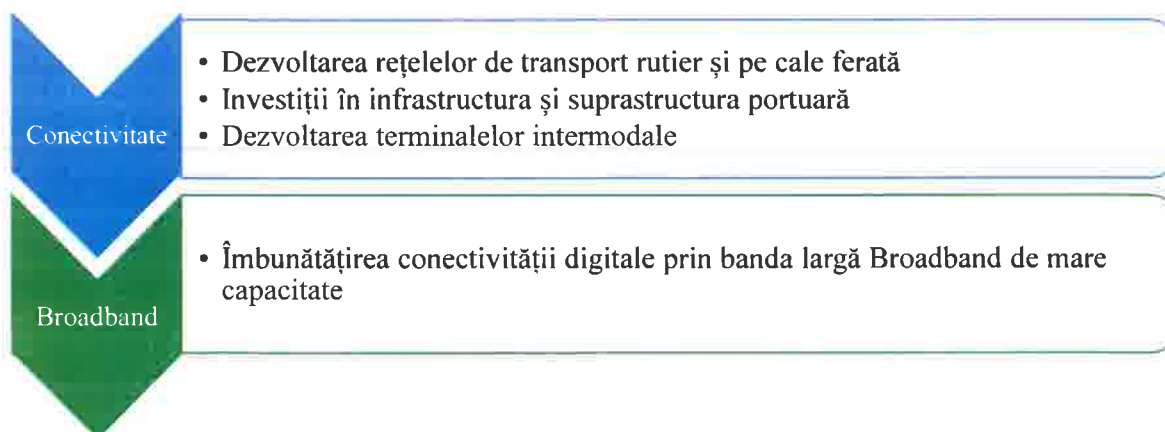 Conectivitate
• Dezvoltarea rețelelor de transport rutier și pe cale ferată
• Investiții în infrastructura și suprastructura portuară
• Dezvoltarea terminalelor intermodale
Broadband
• Îmbunătățirea conectivității digitale prin banda largă Broadband de mare
capacitate